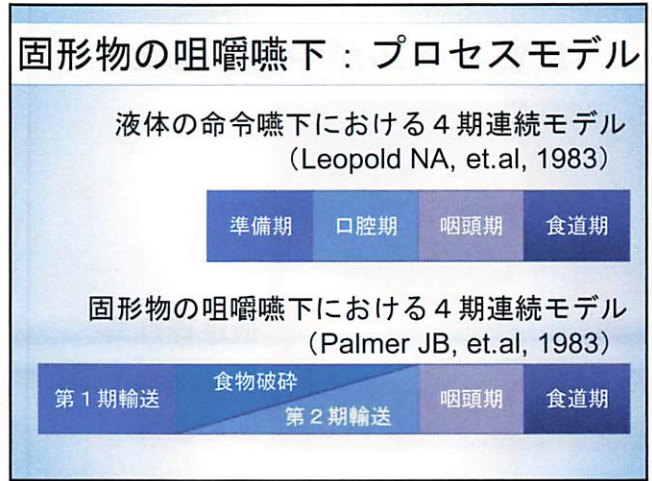 固形物の咀嚼嚥下：プロセスモデル
液体の命令嚥下における４期連続モデル
（Leopold NA, et.al, 1983）
準備期 口腔期 咽頭期 食道期
固形物の咀嚼嚥下における４期連続モデル
（Palmer JB, et.al, 1983）
第１期輸送 食物破砕 第２期輸送 咽頭期 食道期